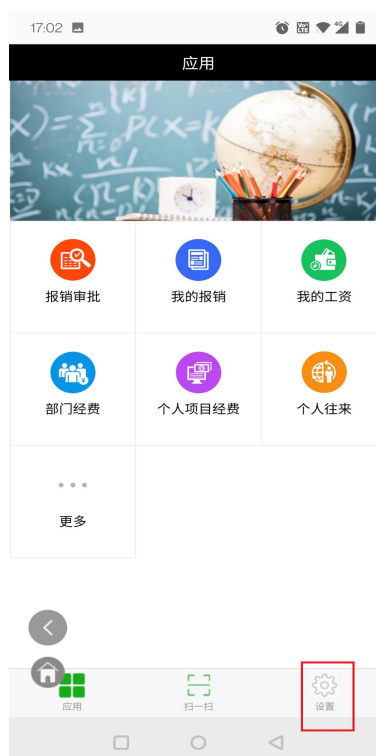 17:02
应用
报销审批
我的报销
我的工资
部门经费
个人项目经费
个人往来
更多
应用
扫一扫
设置